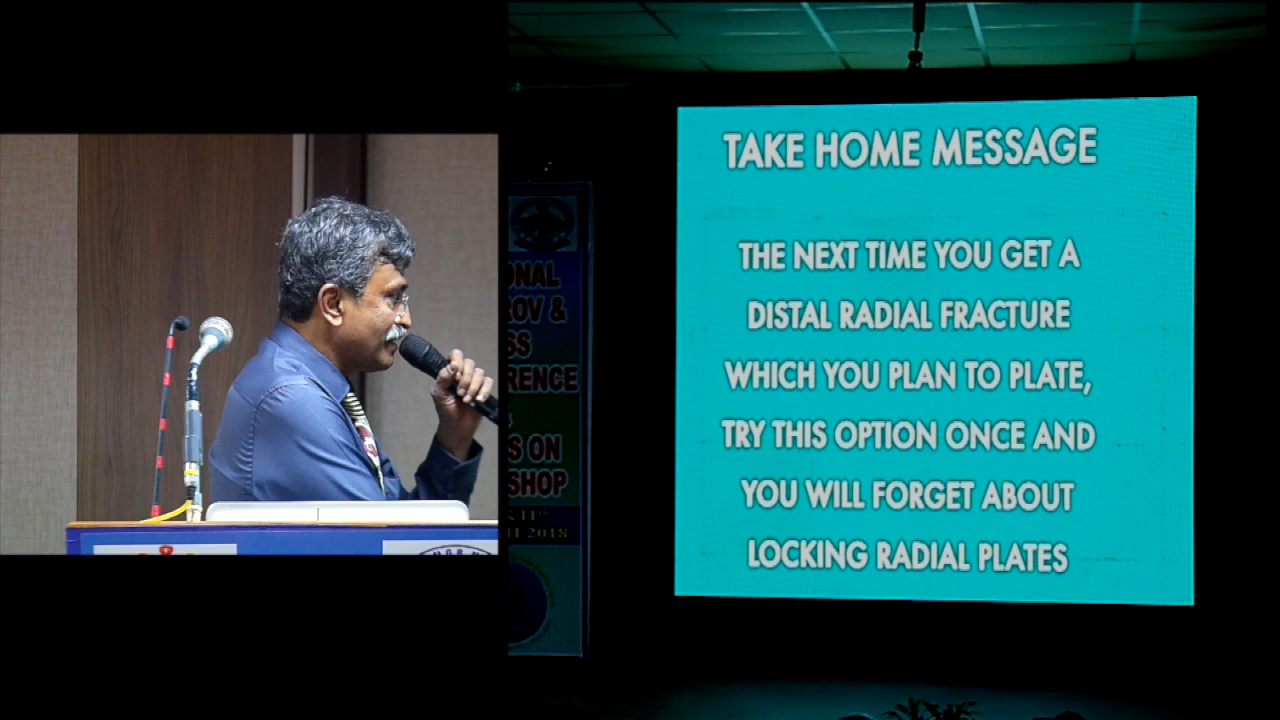 TAKE HOME MESSAGE
THE NEXT TIME YOU GET A
DISTAL RADIAL FRACTURE
WHICH YOU PLAN TO PLATE,
TRY THIS OPTION ONCE AND
YOU WILL FORGET ABOUT
LOCKING RADIAL PLATES
ONAL
ROV &
SS
RENCE
&
S ON
SHOP
2018